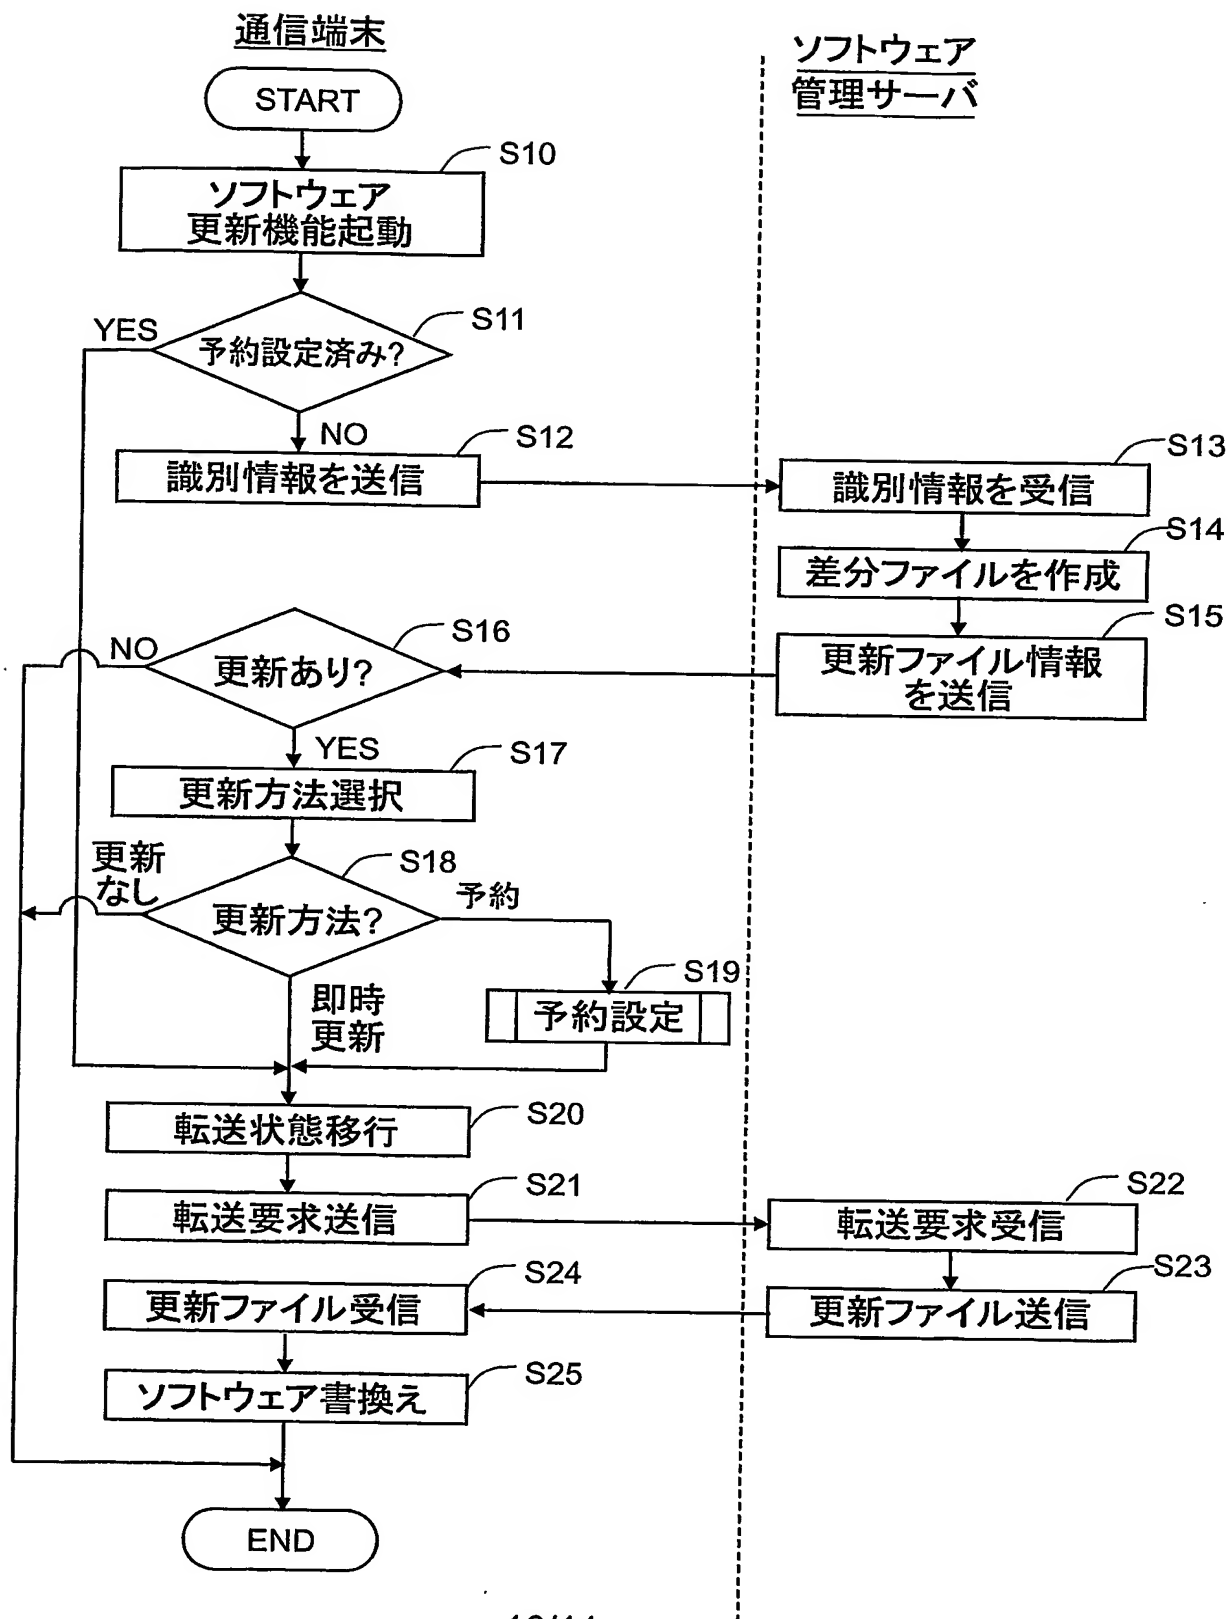 通信端末
ソフトウェア
管理サーバ
START
S10
ソフトウェア
更新機能起動
S11
YES
予約設定済み?
NO
S12
識別情報を送信
S13
識別情報を受信
S14
差分ファイルを作成
S15
更新ファイル情報
を送信
S16
NO
更新あり?
YES
S17
更新方法選択
S18
更新
なし
更新方法?
予約
S19
予約設定
即時
更新
S20
転送状態移行
S21
転送要求送信
S22
転送要求受信
S23
更新ファイル送信
S24
更新ファイル受信
S25
ソフトウェア書換え
END